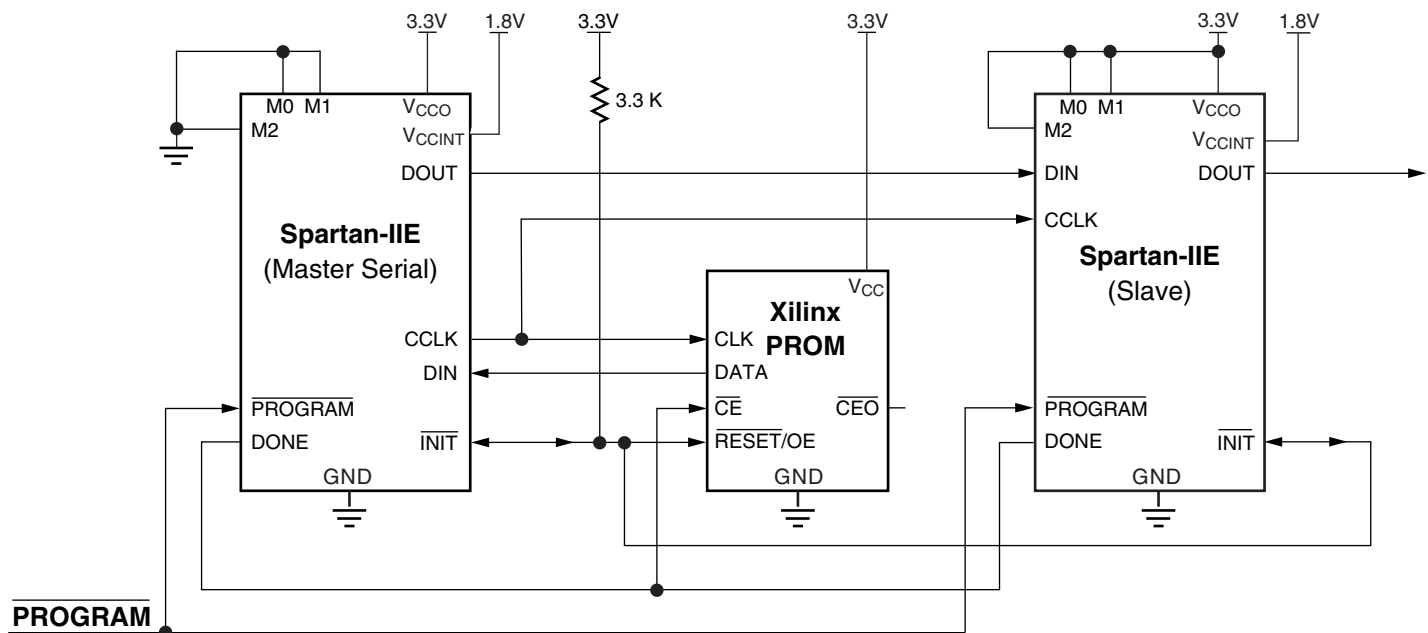 3.3V 1.8V 3.3V 3.3V 3.3V 1.8V
M0 M1 VCCO
M2
VCCINT
DOUT
Spartan-IIE
(Master Serial)
CCLK
DIN
PROGRAM
DONE
INIT
GND
3.3 K
VCC
Xilinx
PROM
CLK
DATA
CE
CEO
RESET/OE
GND
M0 M1 VCCO
M2
VCCINT
DIN
DOUT
CCLK
Spartan-IIE
(Slave)
PROGRAM
DONE
INIT
GND
PROGRAM